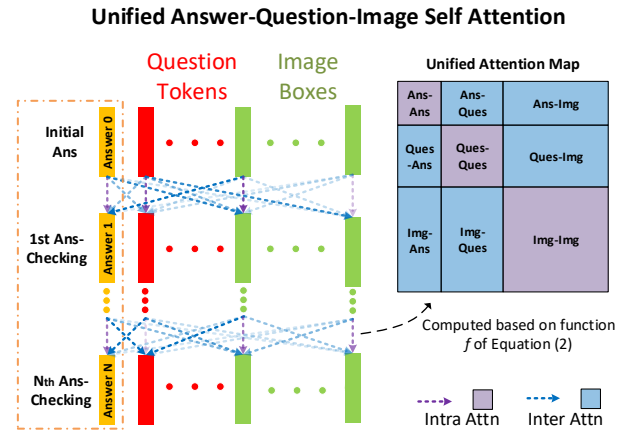 Unified Answer-Question-Image Self Attention
Question
Tokens
Image
Boxes
Unified Attention Map
Initial
Ans
Answer 0
Ans-
Ans
Ans-
Ques
Ans-Img
Ques
-Ans
Ques-
Ques
Ques-Img
Img-
Ans
Img-
Ques
Img-Img
1st Ans-
Checking
Answer 1
Computed based on function
f of Equation (2)
Nth Ans-
Checking
Answer N
Intra Attn
Inter Attn